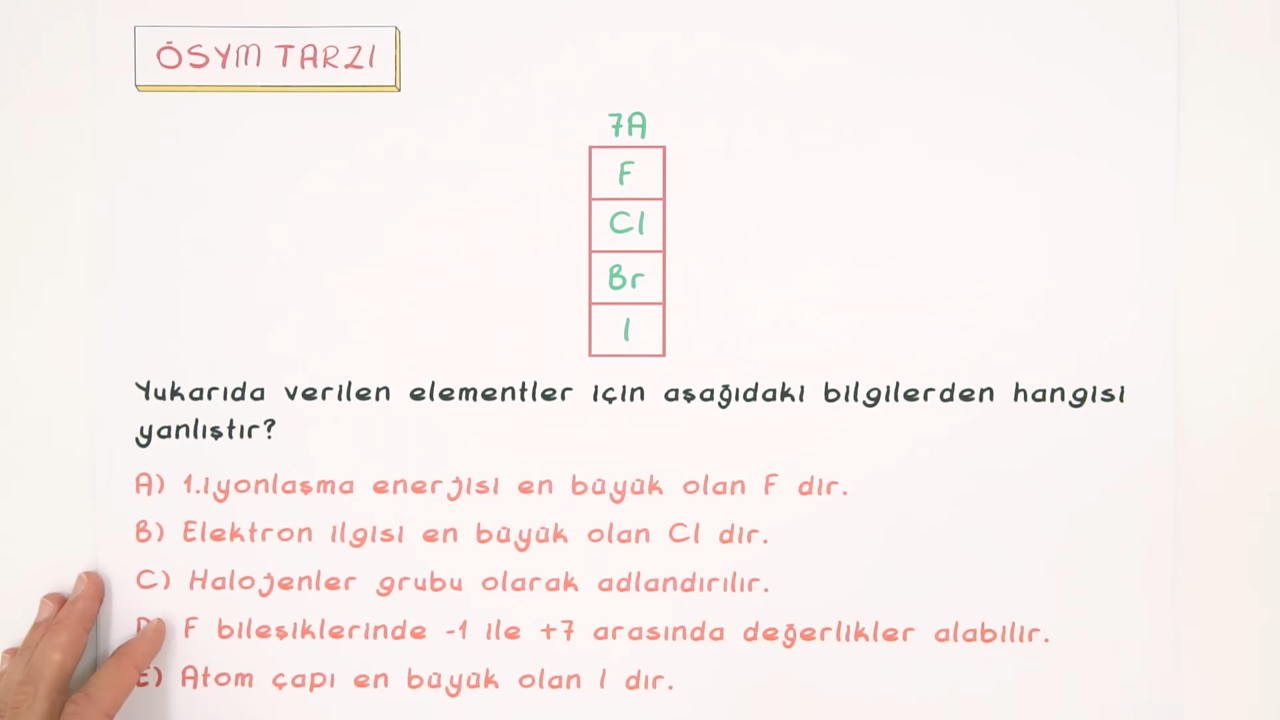 ÖSYM TARZI
7A
F
Cl
Br
I
Yukarıda verilen elementler için aşağıdaki bilgilerden hangisi
yanlıştır?
A) 1.iyonlaşma enerjisi en büyük olan F dir.
B) Elektron ilgisi en büyük olan Cl dir.
C) Halojenler grubu olarak adlandırılır.
D) F bileşiklerinde -1 ile +7 arasında değerlikler alabilir.
E) Atom çapı en büyük olan I dır.